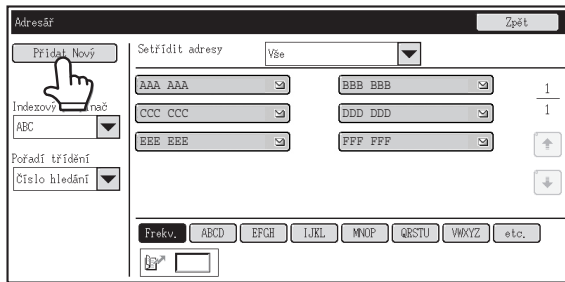 Adresář
Zpět
Přidat Nový
Setřídit adresy
Vše
AAA AAA
BBB BBB
1
1
CCC CCC
DDD DDD
EEE EEE
FFF FFF
Indexový
ABC
Pořadí třídění
Číslo hledání
Frekv.
ABCD
EFGH
IJKL
MNOP
QRSTU
VWXYZ
etc.